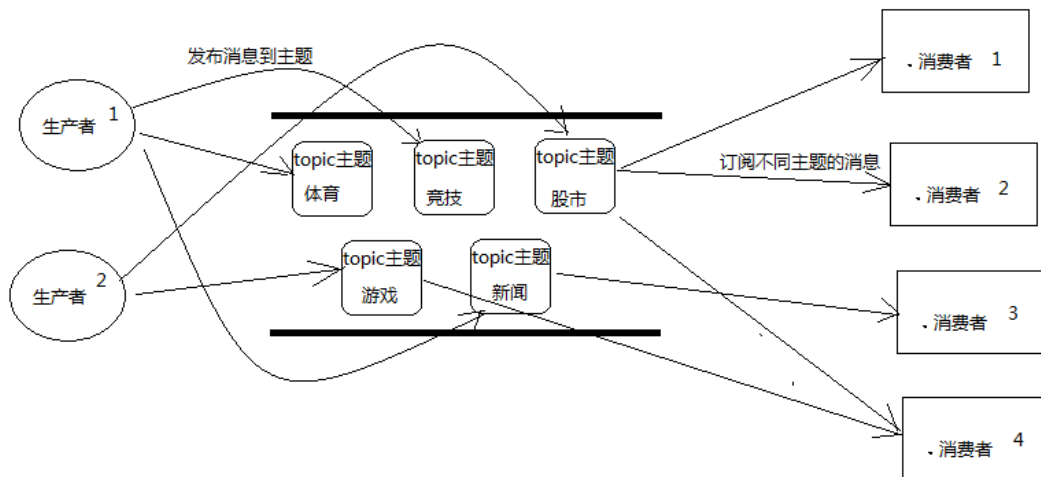 发布消息到主题
生产者 1
topic主题
体育
topic主题
竞技
topic主题
股市
.消费者 1
订阅不同主题的消息
.消费者 2
生产者 2
topic主题
游戏
topic主题
新闻
.消费者 3
.消费者 4